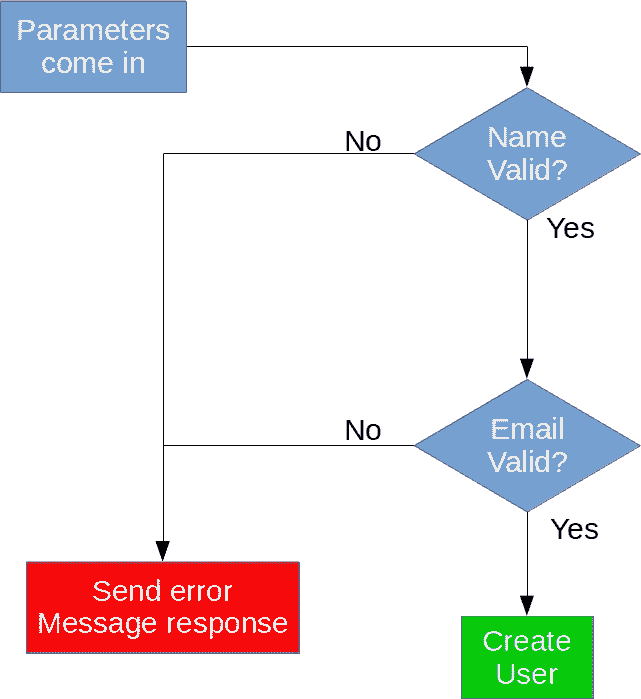 Parameters
come in
No
Name
Valid?
Yes
No
Email
Valid?
Yes
Send error
Message response
Create
User